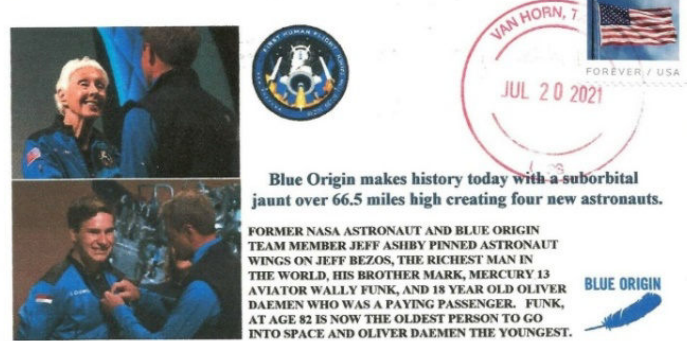 VAN HORN, T
JUL 20 2021
FOREVER / USA
FIRST HUMAN FLIGHT
Blue Origin makes history today with a suborbital
jaunt over 66.5 miles high creating four new astronauts.
FORMER NASA ASTRONAUT AND BLUE ORIGIN
TEAM MEMBER JEFF ASHBY PINNED ASTRONAUT
WINGS ON JEFF BEZOS, THE RICHEST MAN IN
THE WORLD, HIS BROTHER MARK, MERCURY 13
AVIATOR WALLY FUNK, AND 18 YEAR OLD OLIVER
DAEMEN WHO WAS A PAYING PASSENGER. FUNK,
AT AGE 82 IS NOW THE OLDEST PERSON TO GO
INTO SPACE AND OLIVER DAEMEN THE YOUNGEST.
BLUE ORIGIN